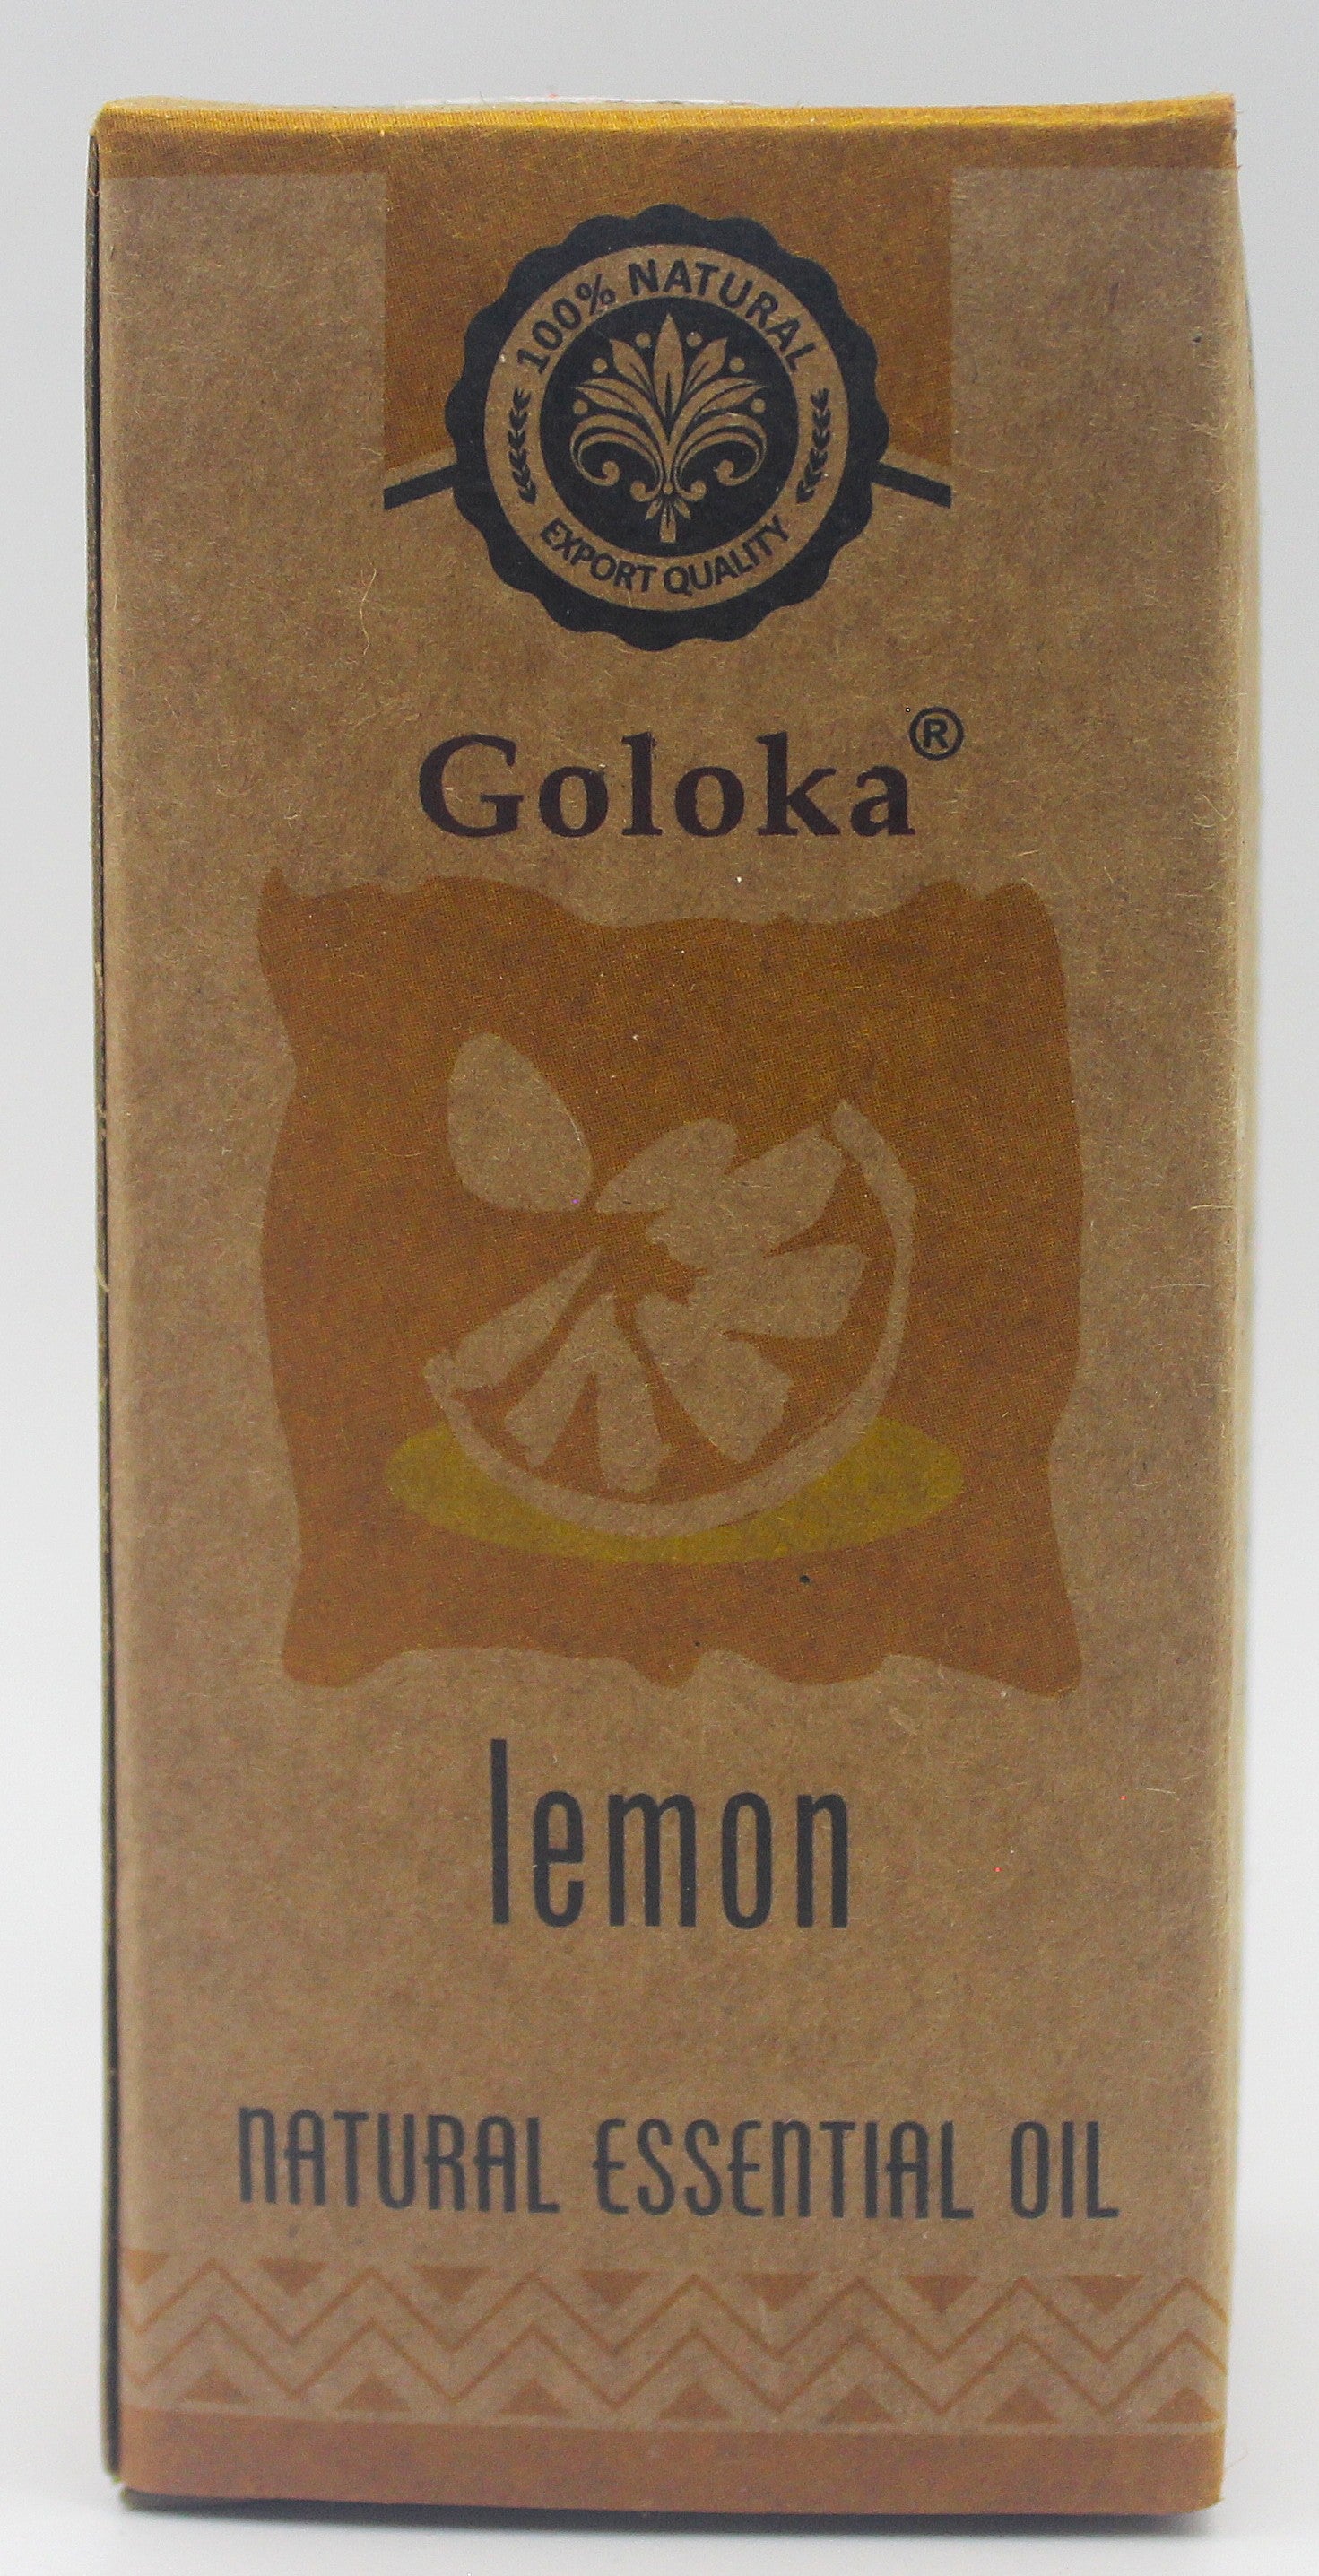 100% NATURAL
EXPORT QUALITY
Goloka®
lemon
NATURAL ESSENTIAL OIL